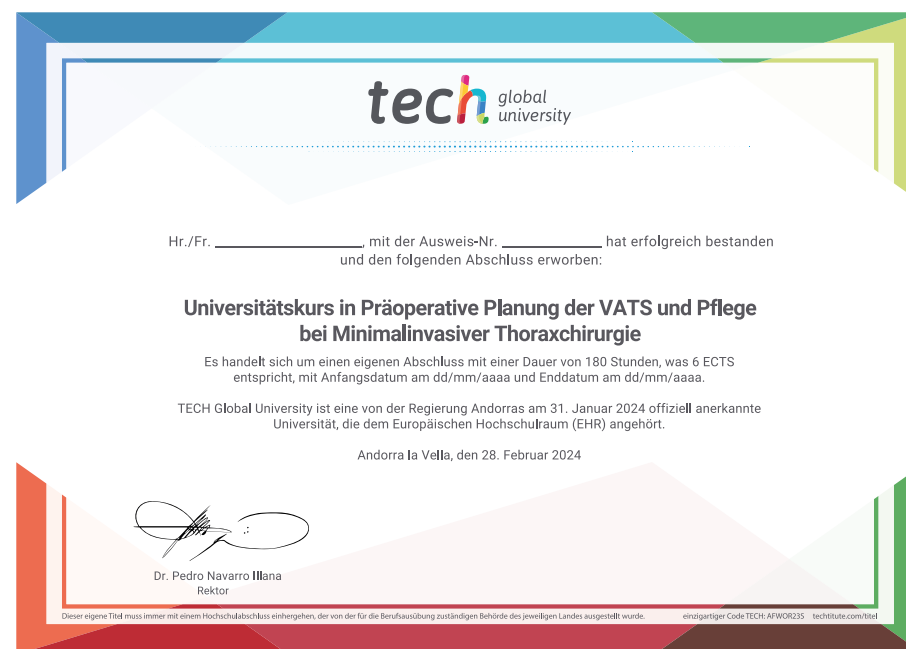 tech global university
Hr./Fr. ____________________, mit der Ausweis-Nr. ______________ hat erfolgreich bestanden
und den folgenden Abschluss erworben:
Universitätskurs in Präoperative Planung der VATS und Pflege
bei Minimalinvasiver Thoraxchirurgie
Es handelt sich um einen eigenen Abschluss mit einer Dauer von 180 Stunden, was 6 ECTS
entspricht, mit Anfangsdatum am dd/mm/aaaa und Enddatum am dd/mm/aaaa.
TECH Global University ist eine von der Regierung Andorras am 31. Januar 2024 offiziell anerkannte
Universität, die dem Europäischen Hochschulraum (EHR) angehört.
Andorra la Vella, den 28. Februar 2024
Dr. Pedro Navarro Illana
Rektor
Dieser eigene Titel muss immer mit einem Hochschulabschluss einhergehen, der von der für die Berufsausübung zuständigen Behörde des jeweiligen Landes ausgestellt wurde. einzigartiger Code TECH: AFWOR23S techtitute.com/titel